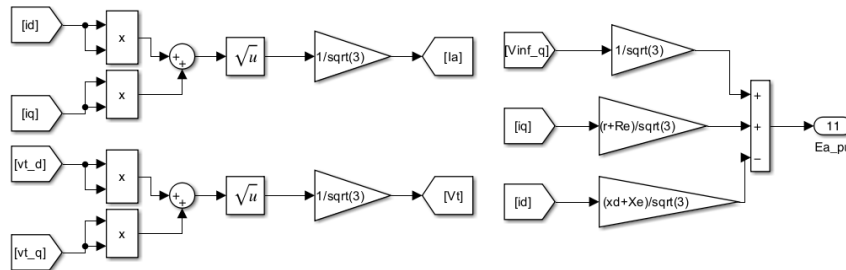 [id]
x
+
+
√u
1/sqrt(3)
[Ia]
[iq]
x
[vt_d]
x
+
+
√u
1/sqrt(3)
[Vt]
[vt_q]
x
[Vinf_q]
1/sqrt(3)
+
[iq]
(r+Re)/sqrt(3)
+
11
Ea_pu
−
[id]
(xd+Xe)/sqrt(3)